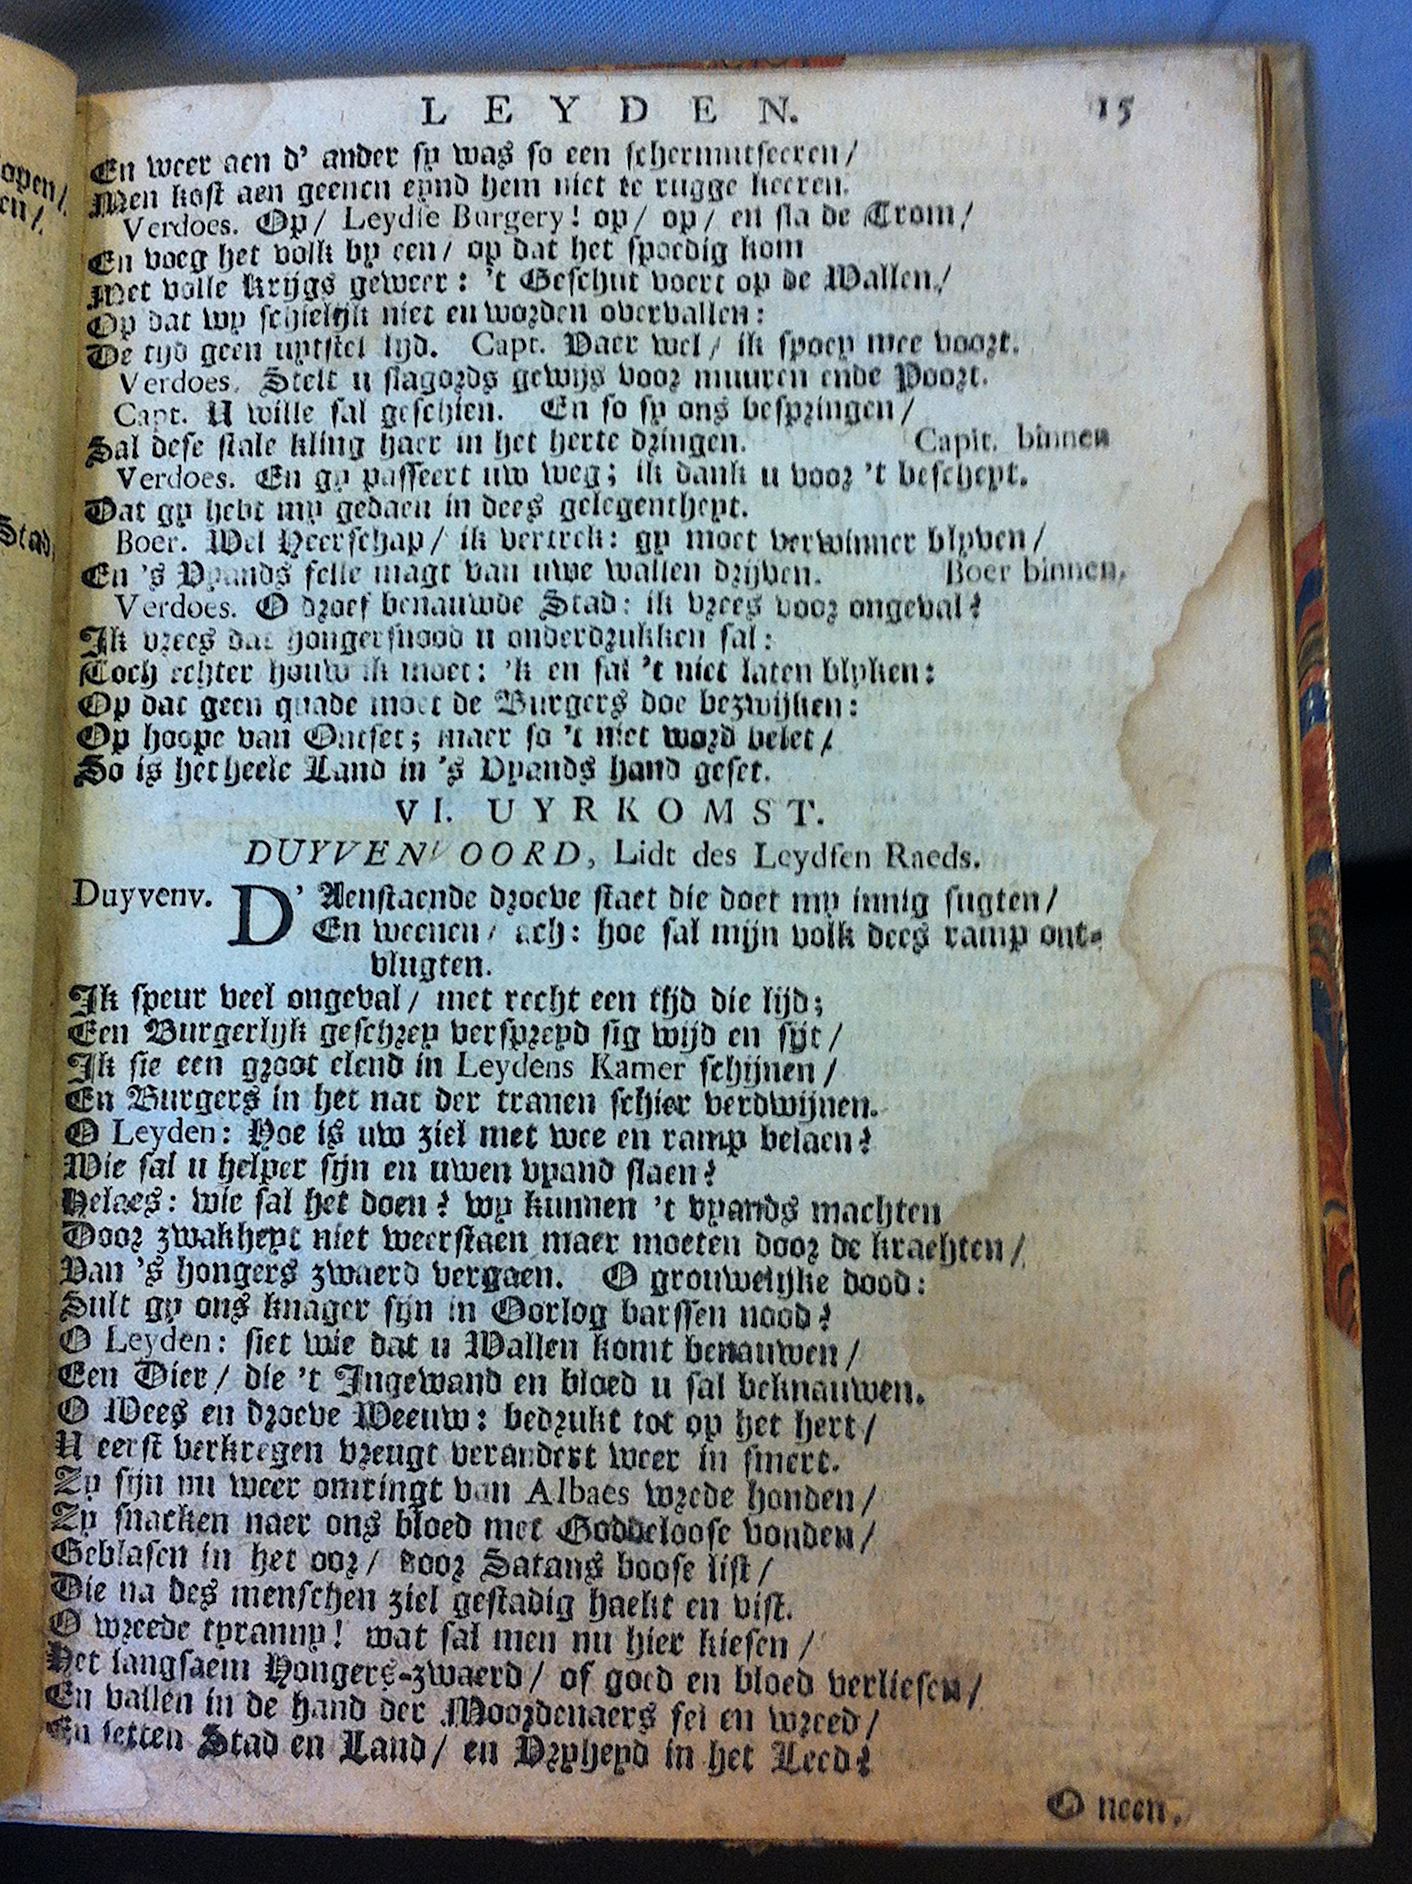 LEYDEN. 15
En weer aen d' ander sy was so een schermutseeren/
Men kost aen geenen eynd hem niet te rugge keeren.
Verdoes. Op/ Leydse Burgery! op/ op/ en sla de Trom/
En voeg het volk by een/ op dat het spoedig kom
Met volle krijgs geweer: 't Geschut voert op de Wallen/
Op dat wy schielijk niet en worden overvallen:
De tijd geen uytstel lijd. Capt. Daer wel/ ik spoey mee voort.
Verdoes. Stelt u slagords gewijs voor muuren ende Poort.
Capt. U wille sal geschien. En so sy ons bespringen/
Sal dese stale kling haer in het herte dringen. Capit. binnen
Verdoes. En gy passeert uw weg; ik dank u voor 't bescheyt.
Dat gy hebt my gedaen in dees gelegentheyt.
Boer. Wel Heerschap/ ik vertrek: gy moet verwinner blyven/
En 's Vyands felle magt van uwe wallen drijven. Boer binnen.
Verdoes. O droef benauwde Stad: ik vrees voor ongeval?
Ik vrees dat hongersnood u onderdrukken sal:
Toch echter houw ik moet: 'k en sal 't niet laten blyken:
Op dat geen quade moet de Burgers doe bezwijken:
Op hoope van Ontset; maer so 't niet word belet/
So is het heele Land in 's Vyands hand geset.
VI. UYRKOMST.
DUYVENVOORD, Lidt des Leydsen Raeds.
Duyvenv. D' Aenstaende droeve staet die doet my innig sugten/
En weenen/ ach: hoe sal mijn volk dees ramp ont-
vlugten.
Ik speur veel ongeval/ met recht een tijd die lijd;
Een Burgerlijk geschrey verspreyd sig wijd en sijt/
Ik sie een groot elend in Leydens Kamer schijnen/
En Burgers in het nat der tranen schier verdwijnen.
O Leyden: Hoe is uw ziel met wee en ramp belaen?
Wie sal u helper sijn en uwen vyand slaen?
Helaes: wie sal het doen? wy kunnen 't vyands machten
Door zwakheyt niet weerstaen maer moeten door de krachten/
Van 's hongers zwaerd vergaen. O grouwelijke dood:
Sult gy ons knager sijn in Oorlog barssen nood?
O Leyden: siet wie dat u Wallen komt benauwen/
Een Dier/ die 't Ingewand en bloed u sal beknauwen.
O Wees en droeve Weeuw: bedrukt tot op het hert/
U eerst verkregen vreugt verandert weer in smert.
Zy sijn nu weer omringt van Albaes wrede honden/
Zy snacken naer ons bloed met Goddeloose vonden/
Geblasen in het oor/ door Satans boose list/
Die na des menschen ziel gestadig haekt en vist.
O wreede tyranny! wat sal men nu hier kiesen/
Het langsaem Hongers-zwaerd/ of goed en bloed verliesen/
En vallen in de hand der Moordenaers fel en wreed/
En setten Stad en Land/ en Vryheyd in het Leed?
O neen.